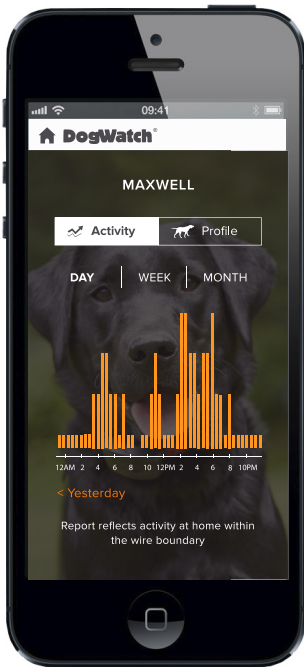 09:41
DogWatch®
MAXWELL
Activity Profile
DAY WEEK MONTH
12AM 2 4 6 8 10 12PM 2 4 6 8 10PM
< Yesterday
Report reflects activity at home within
the wire boundary